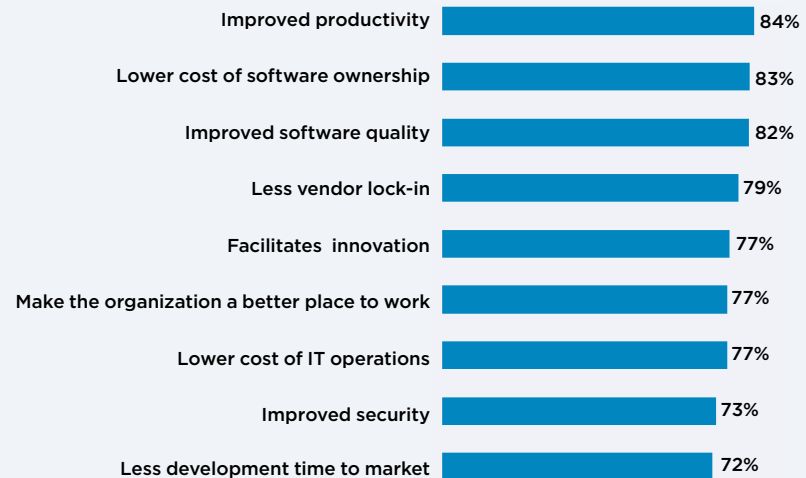 Improved productivity 84%
Lower cost of software ownership 83%
Improved software quality 82%
Less vendor lock-in 79%
Facilitates innovation 77%
Make the organization a better place to work 77%
Lower cost of IT operations 77%
Improved security 73%
Less development time to market 72%